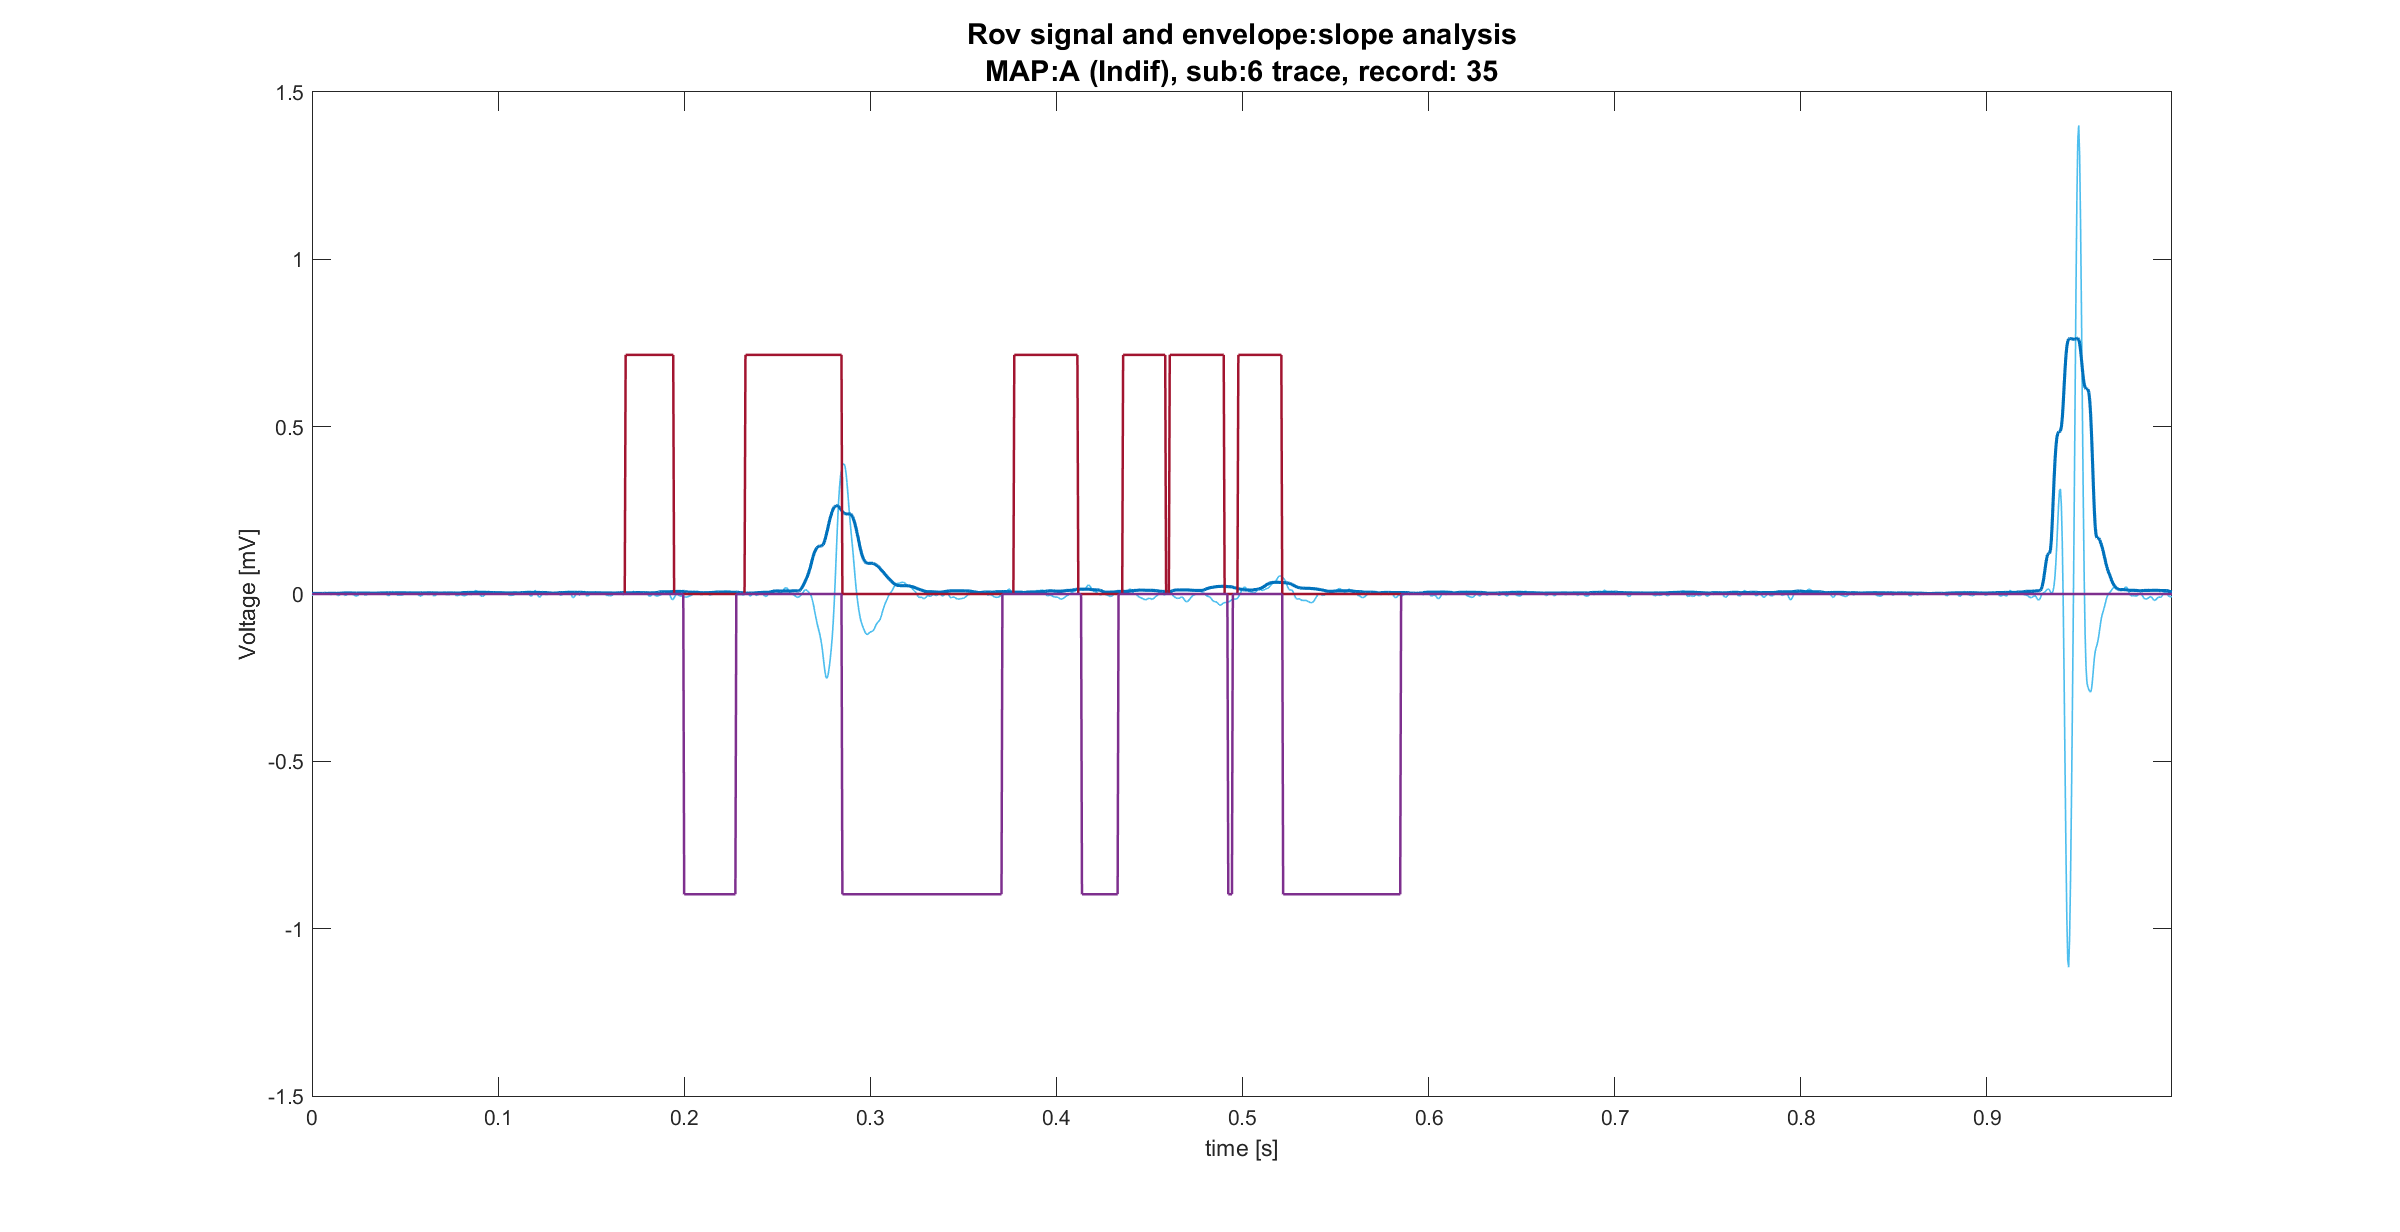 Rov signal and envelope:slope analysis
MAP:A (Indif), sub:6 trace, record: 35
1.5
1
0.5
0
-0.5
-1
-1.5
Voltage [mV]
0 0.1 0.2 0.3 0.4 0.5 0.6 0.7 0.8 0.9
time [s]